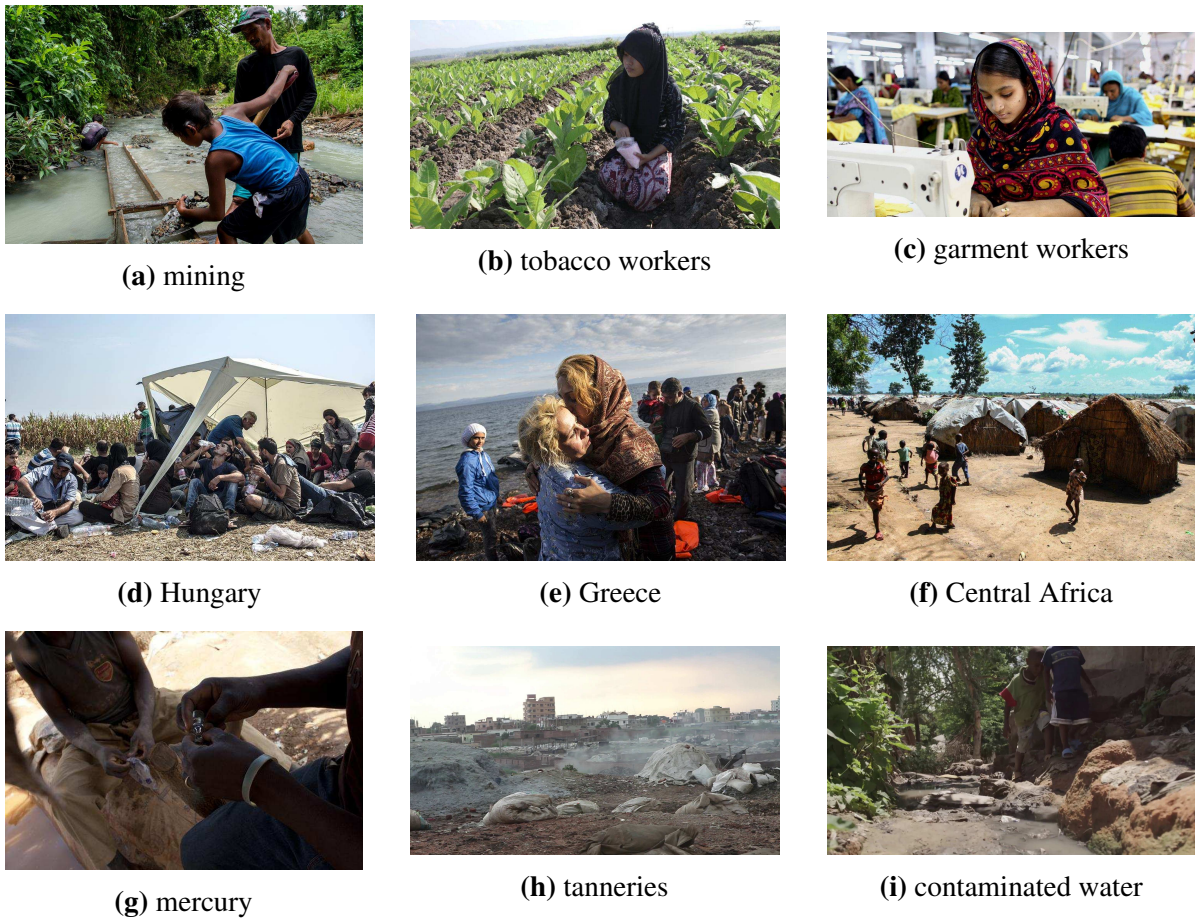 (a) mining
(b) tobacco workers
(c) garment workers
(d) Hungary
(e) Greece
(f) Central Africa
(g) mercury
(h) tanneries
(i) contaminated water